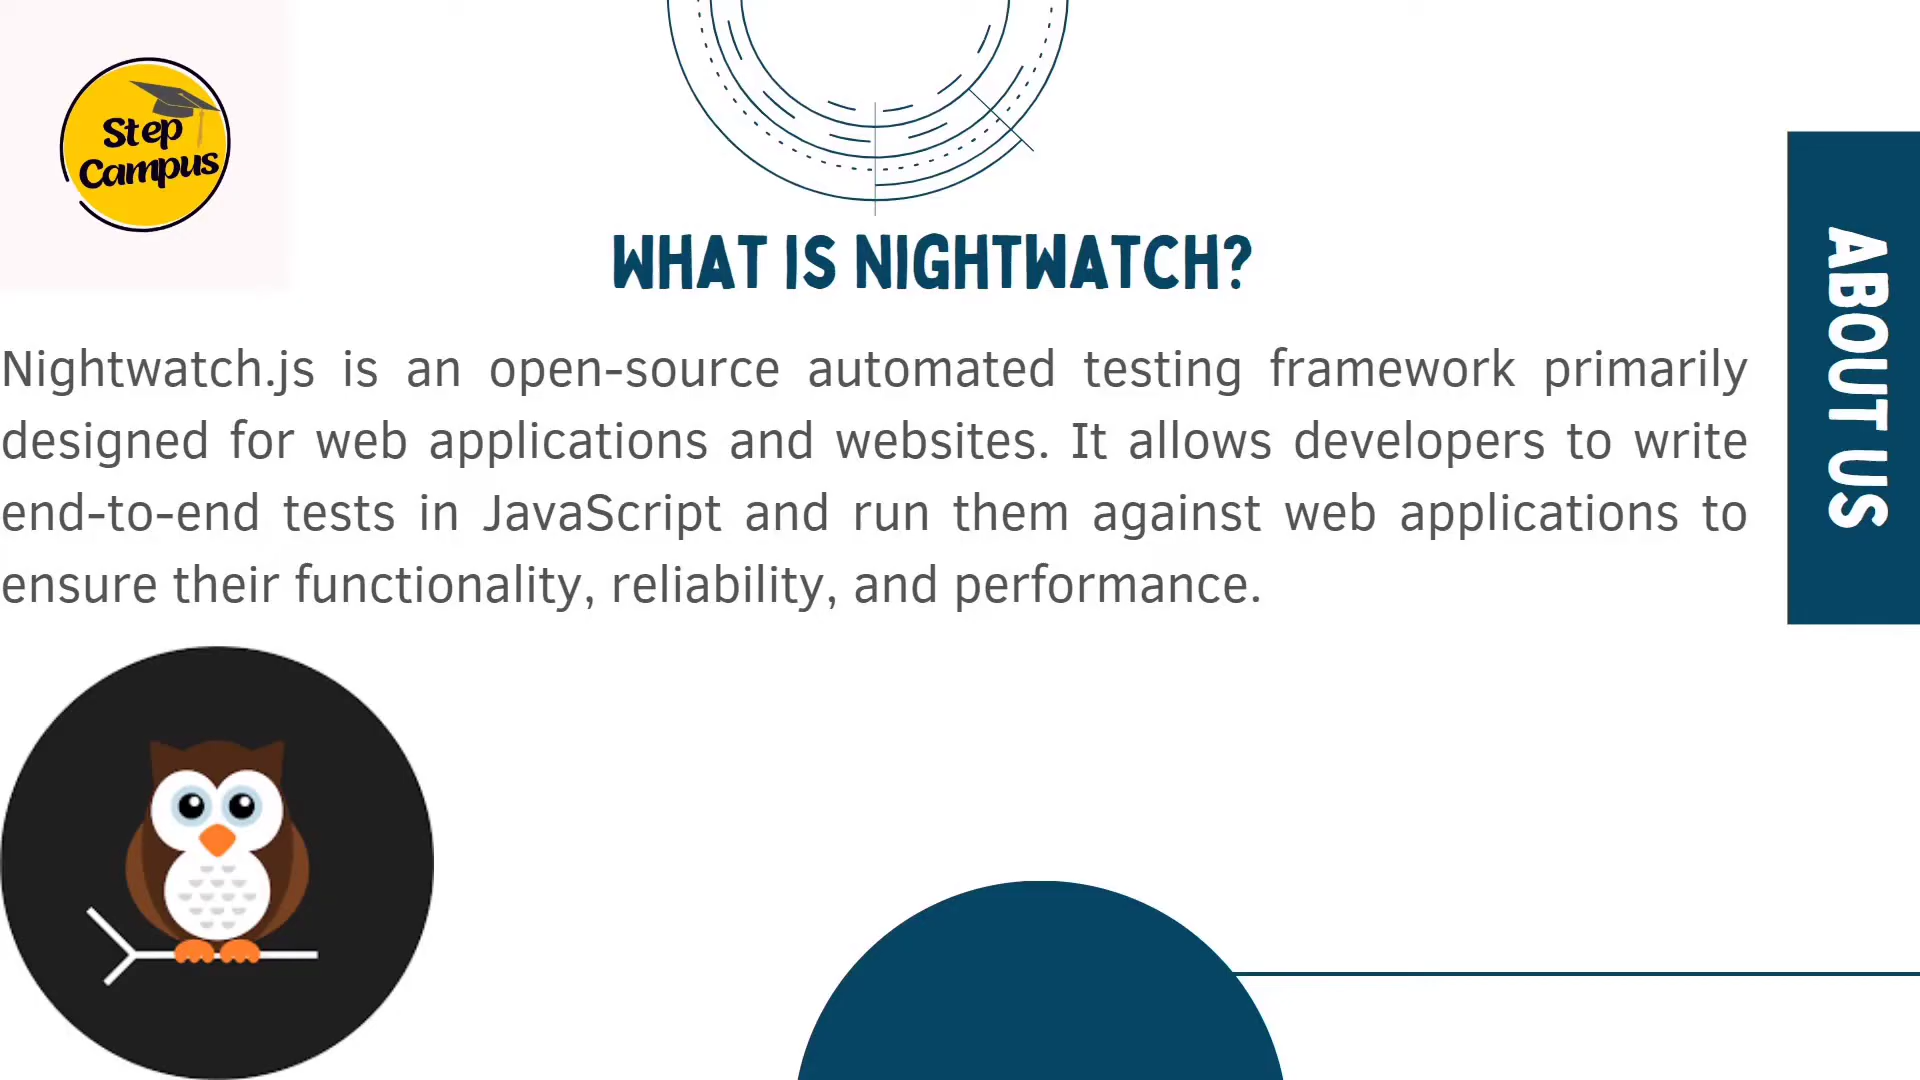 Step
Campus
WHAT IS NIGHTWATCH?
Nightwatch.js is an open-source automated testing framework primarily
designed for web applications and websites. It allows developers to write
end-to-end tests in JavaScript and run them against web applications to
ensure their functionality, reliability, and performance.
ABOUT US